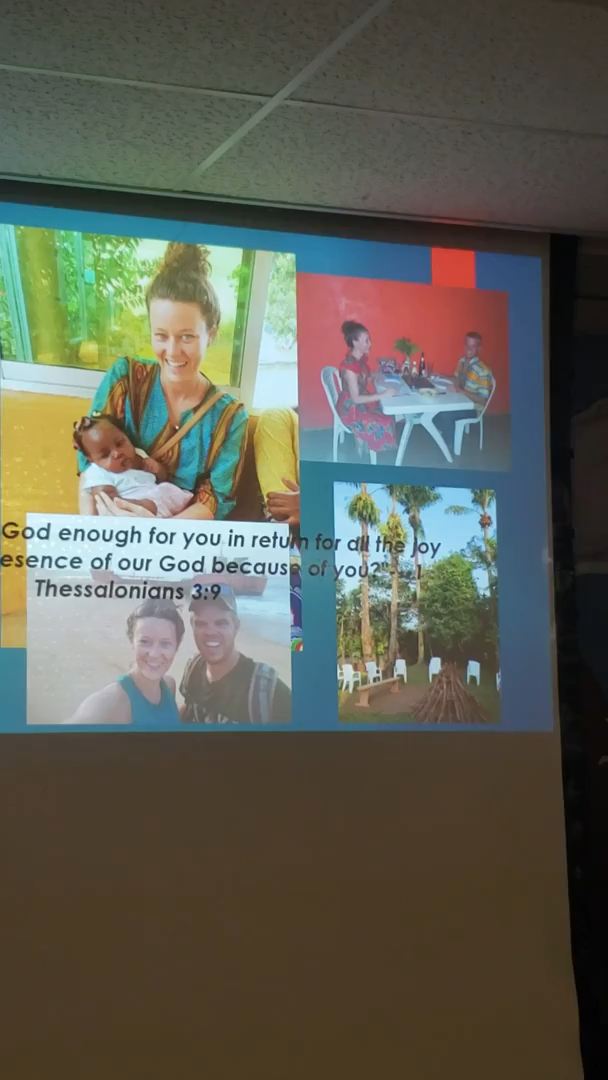 God enough for you in return for all the joy
esence of our God because of you?"
Thessalonians 3:9